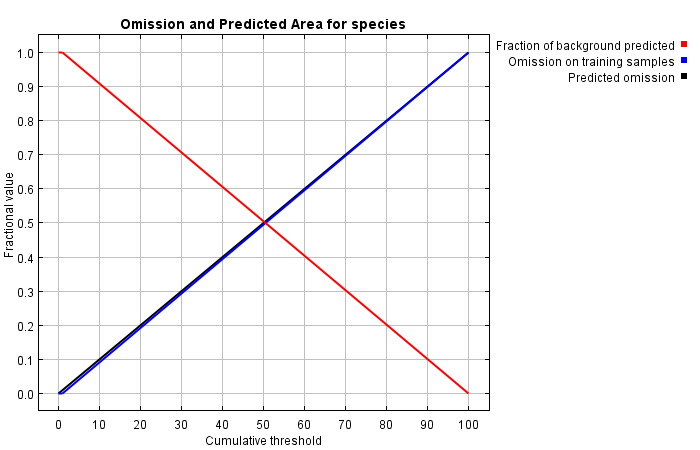 Omission and Predicted Area for species
Fraction of background predicted
Omission on training samples
Predicted omission
Fractional value
1.0
0.9
0.8
0.7
0.6
0.5
0.4
0.3
0.2
0.1
0.0
0 10 20 30 40 50 60 70 80 90 100
Cumulative threshold